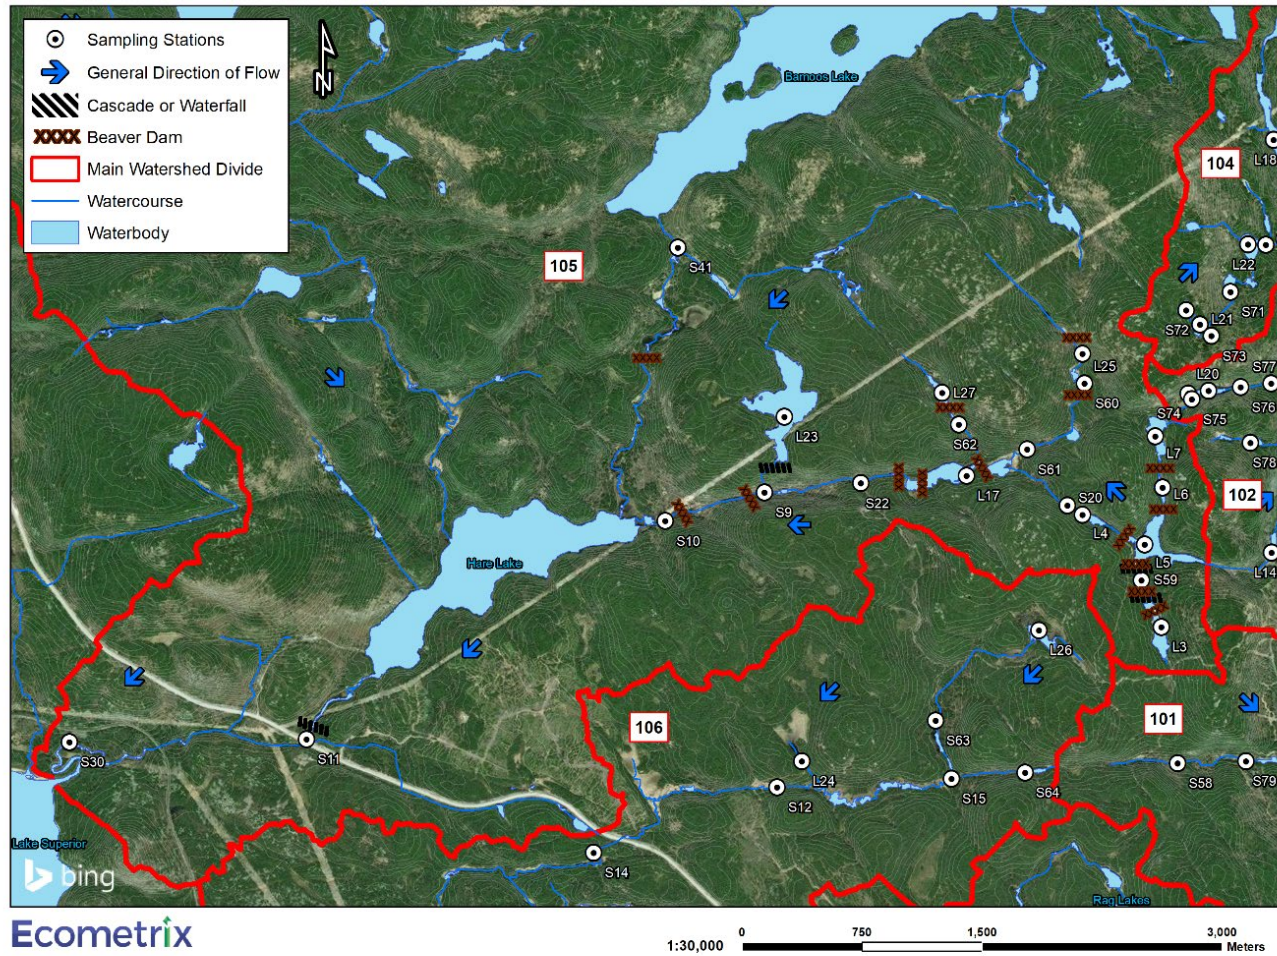 Sampling Stations
General Direction of Flow
Cascade or Waterfall
Beaver Dam
Main Watershed Divide
Watercourse
Waterbody
N
Bamoos Lake
104
L18
105
S41
L22
S71
L21
S72
S73
L25
L20
S77
L27
S60
S74
S75
S76
L23
S62
L7
S78
S61
L17
L6
S22
S20
102
S9
L4
S10
L5
L14
Hare Lake
S59
L3
L26
106
101
S63
S30
S11
L24
S12
S15
S64
S58
S79
Lake Superior
S14
bing
Rag Lakes
Ecometrix
1:30,000
0 750 1,500 3,000
Meters